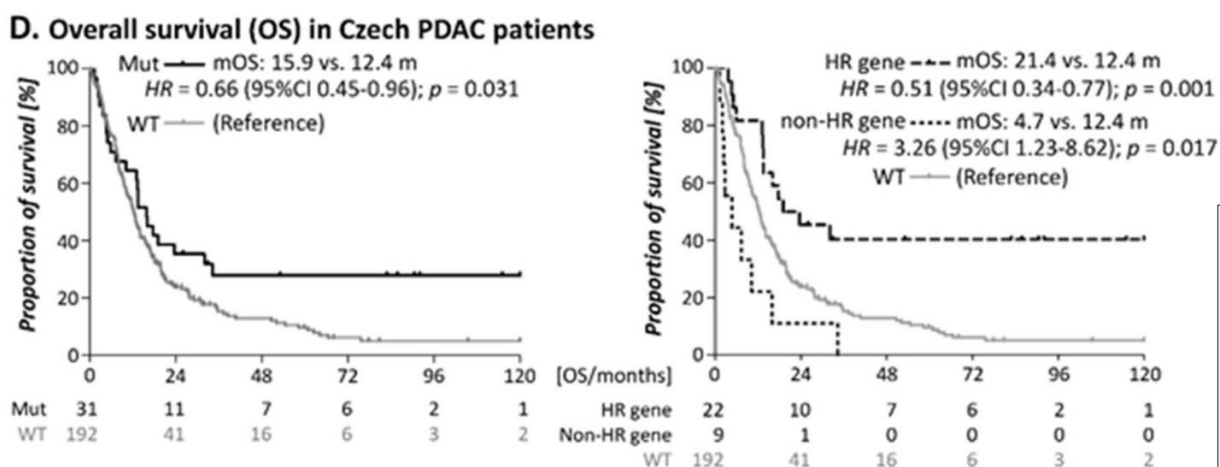 D. Overall survival (OS) in Czech PDAC patients
Proportion of survival [%]
100
80
60
40
20
0
Mut mOS: 15.9 vs. 12.4 m
HR = 0.66 (95%CI 0.45-0.96); p = 0.031
WT (Reference)
0 24 48 72 96 120 [OS/months]
Mut 31 11 7 6 2 1
WT 192 41 16 6 3 2
Proportion of survival [%]
100
80
60
40
20
0
HR gene mOS: 21.4 vs. 12.4 m
HR = 0.51 (95%CI 0.34-0.77); p = 0.001
non-HR gene mOS: 4.7 vs. 12.4 m
HR = 3.26 (95%CI 1.23-8.62); p = 0.017
WT (Reference)
0 24 48 72 96 120
HR gene 22 10 7 6 2 1
Non-HR gene 9 1 0 0 0 0
WT 192 41 16 6 3 2